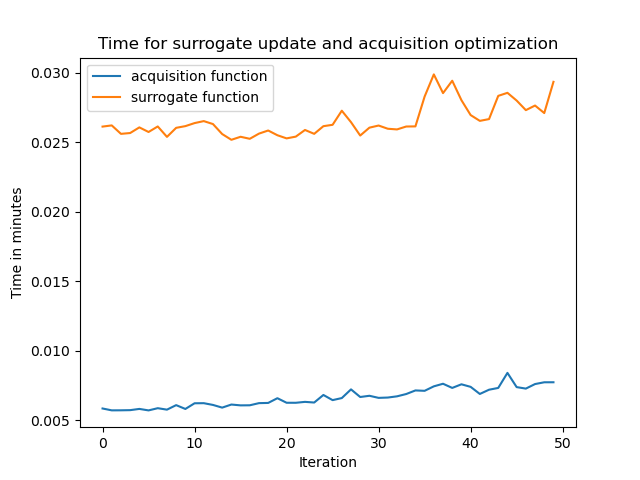 Time for surrogate update and acquisition optimization
acquisition function
surrogate function
0.030
0.025
0.020
0.015
0.010
0.005
Time in minutes
0 10 20 30 40 50
Iteration